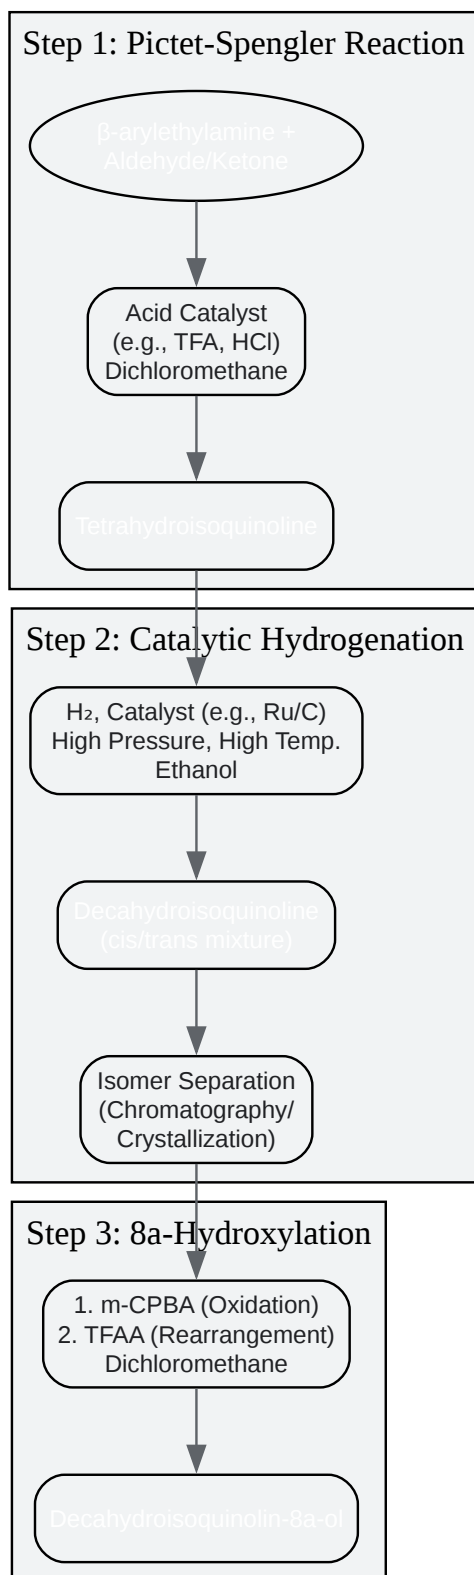 Step 1: Pictet-Spengler Reaction
β-arylethylamine +
Aldehyde/Ketone
Acid Catalyst
(e.g., TFA, HCl)
Dichloromethane
Tetrahydroisoquinoline
Step 2: Catalytic Hydrogenation
H₂, Catalyst (e.g., Ru/C)
High Pressure, High Temp.
Ethanol
Decahydroisoquinoline
(cis/trans mixture)
Isomer Separation
(Chromatography/
Crystallization)
Step 3: 8a-Hydroxylation
1. m-CPBA (Oxidation)
2. TFAA (Rearrangement)
Dichloromethane
Decahydroisoquinolin-8a-ol